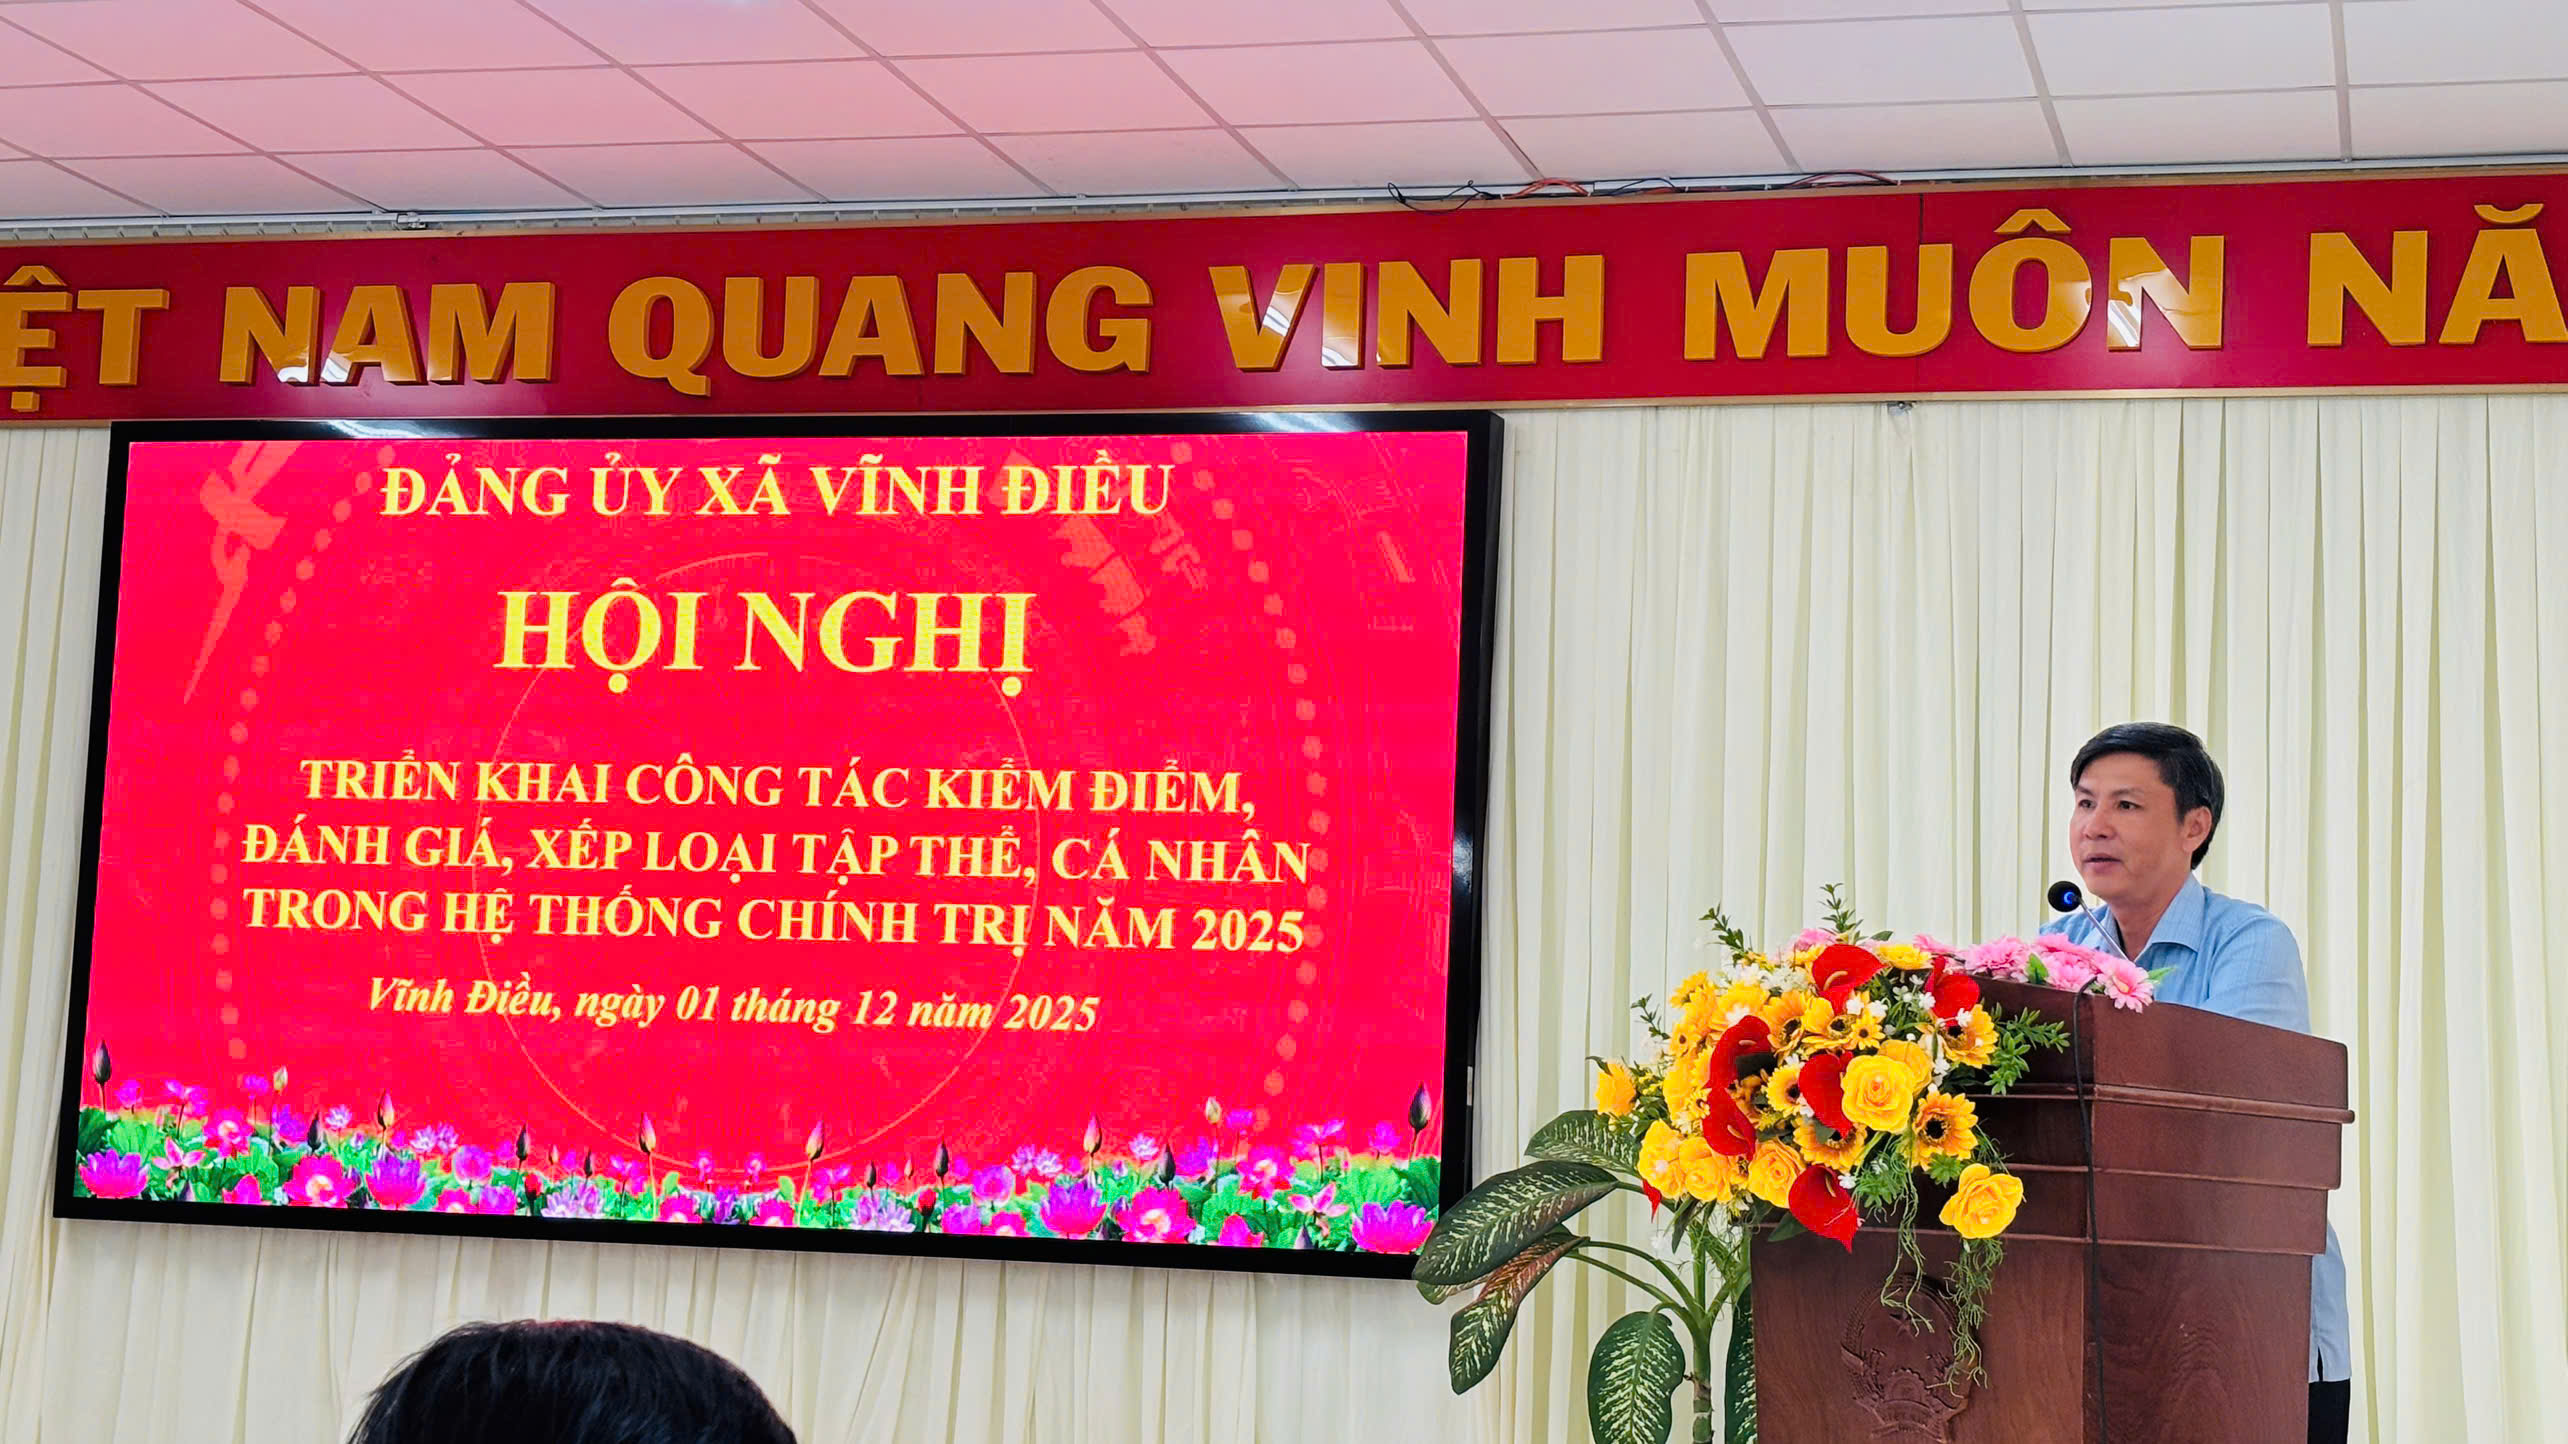 ỆT NAM QUANG VINH MUÔN NĂ
ĐẢNG ỦY XÃ VĨNH ĐIỀU
HỘI NGHỊ
TRIỂN KHAI CÔNG TÁC KIỂM ĐIỂM,
ĐÁNH GIÁ, XẾP LOẠI TẬP THỂ, CÁ NHÂN
TRONG HỆ THỐNG CHÍNH TRỊ NĂM 2025
Vĩnh Điều, ngày 01 tháng 12 năm 2025